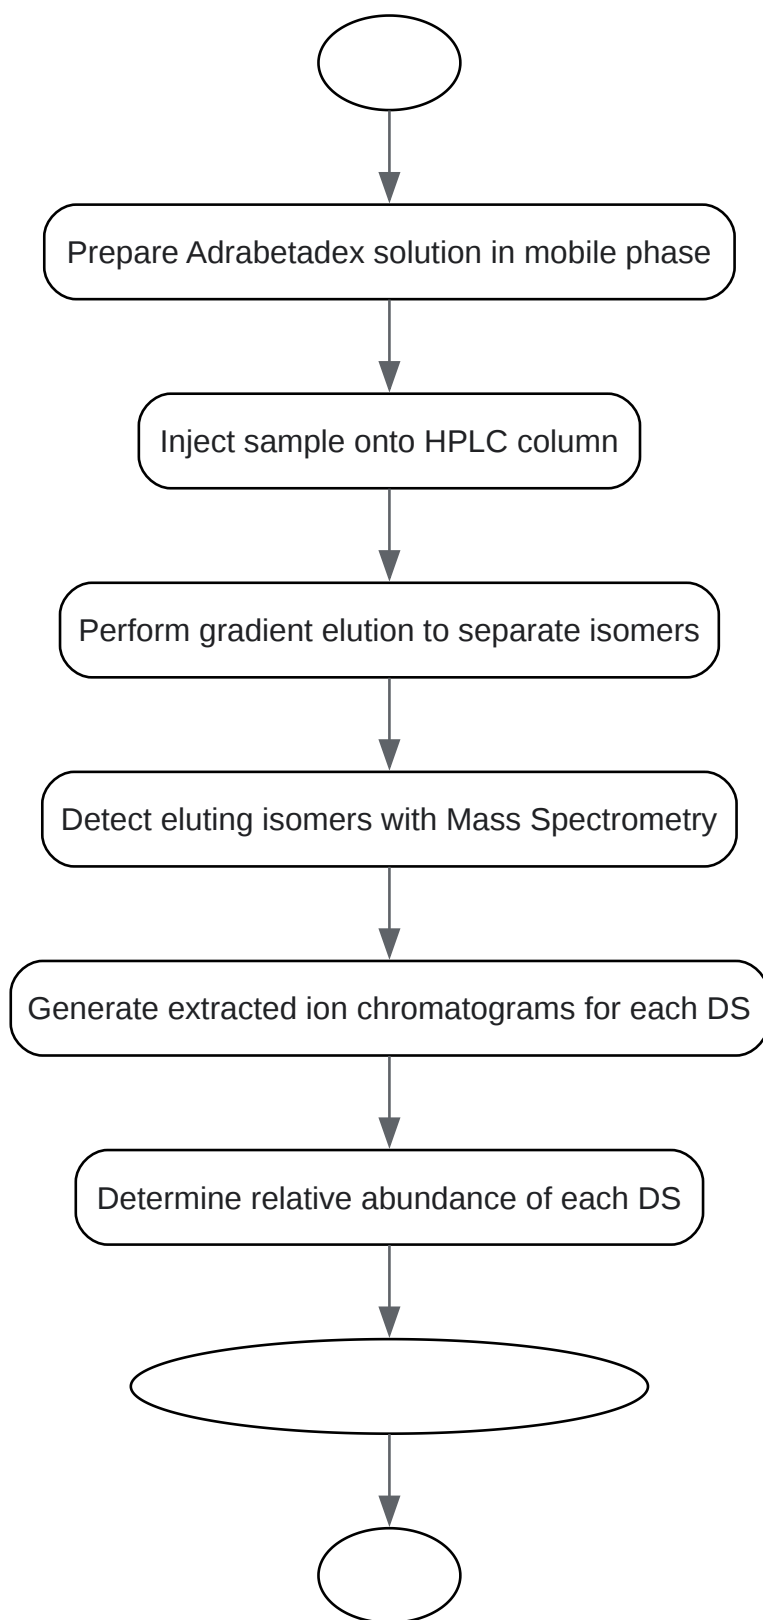 Prepare Adrabetadex solution in mobile phase
Inject sample onto HPLC column
Perform gradient elution to separate isomers
Detect eluting isomers with Mass Spectrometry
Generate extracted ion chromatograms for each DS
Determine relative abundance of each DS